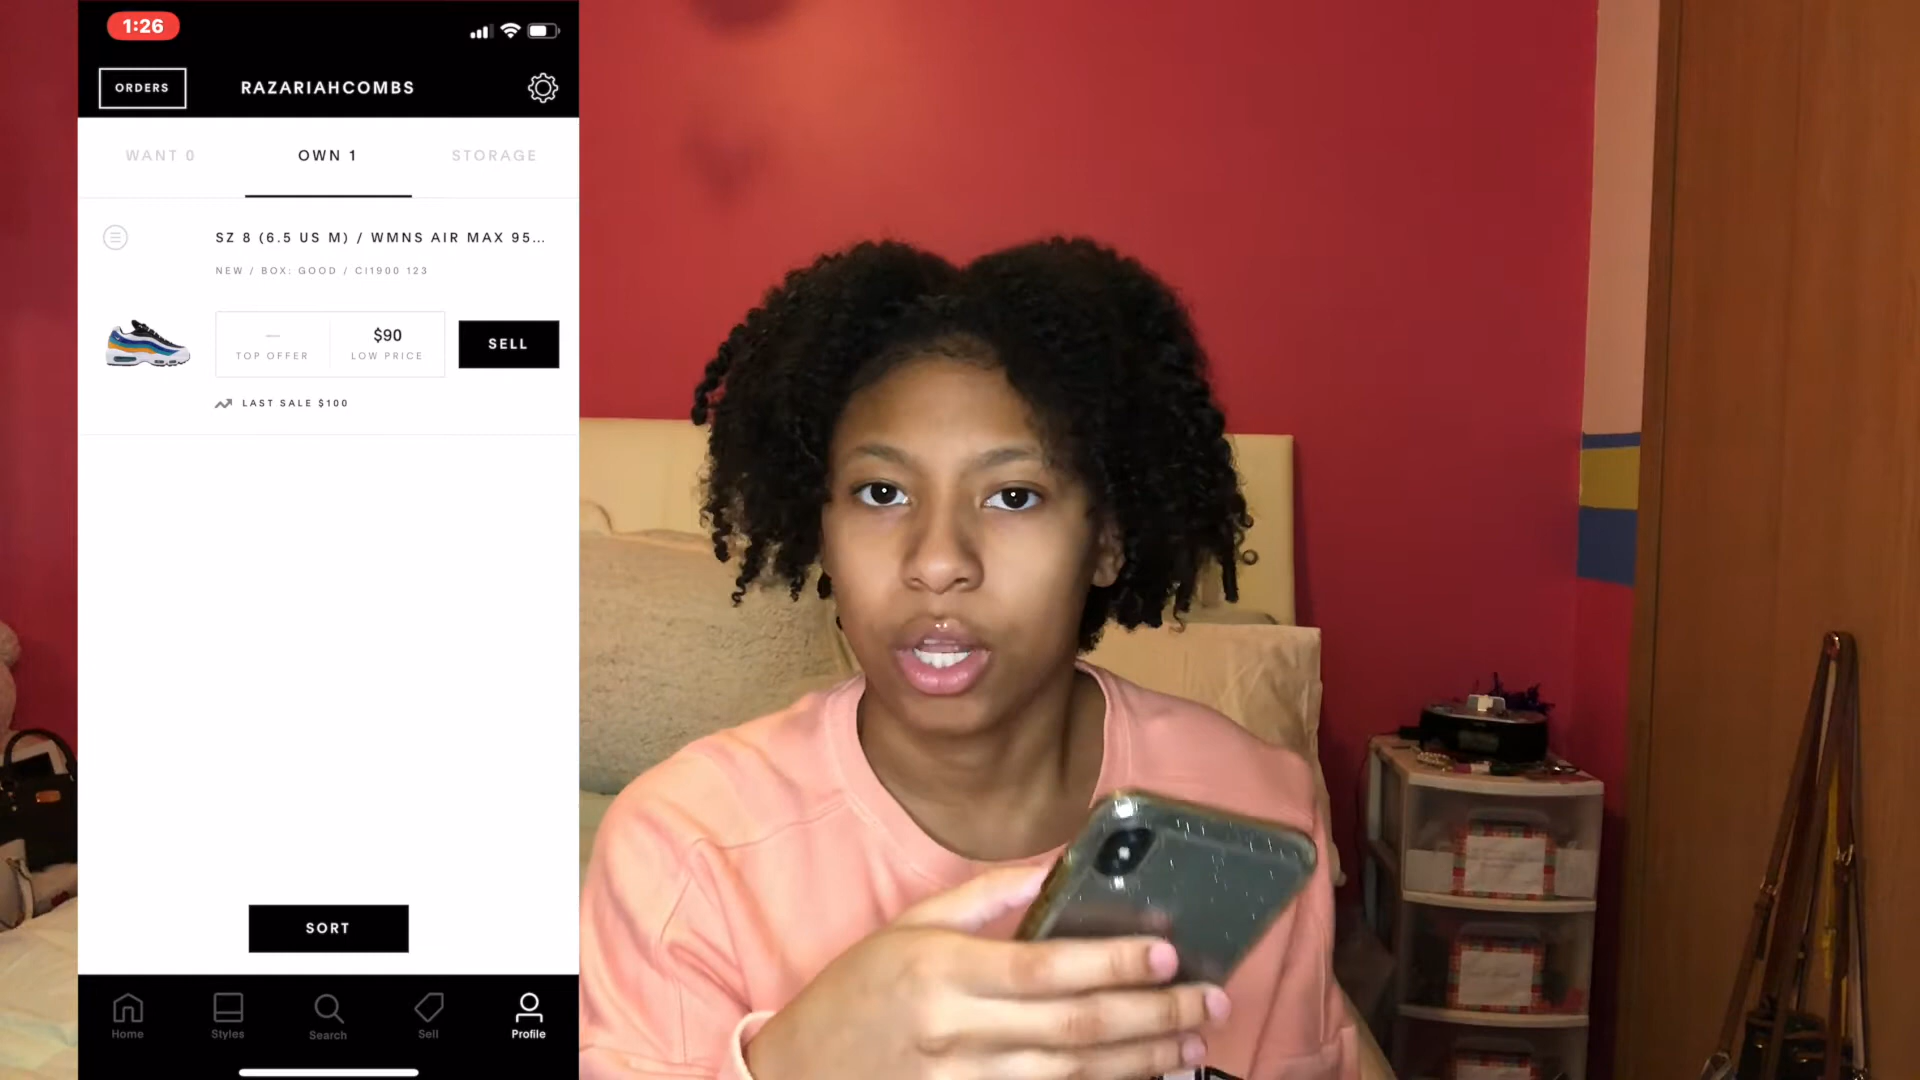 1:26
ORDERS
RAZARIAHCOMBS
WANT 0
OWN 1
STORAGE
SZ 8 (6.5 US M) / WMNS AIR MAX 95...
NEW / BOX: GOOD / CI1900 123
—
TOP OFFER
$90
LOW PRICE
SELL
LAST SALE $100
SORT
Home
Styles
Search
Sell
Profile